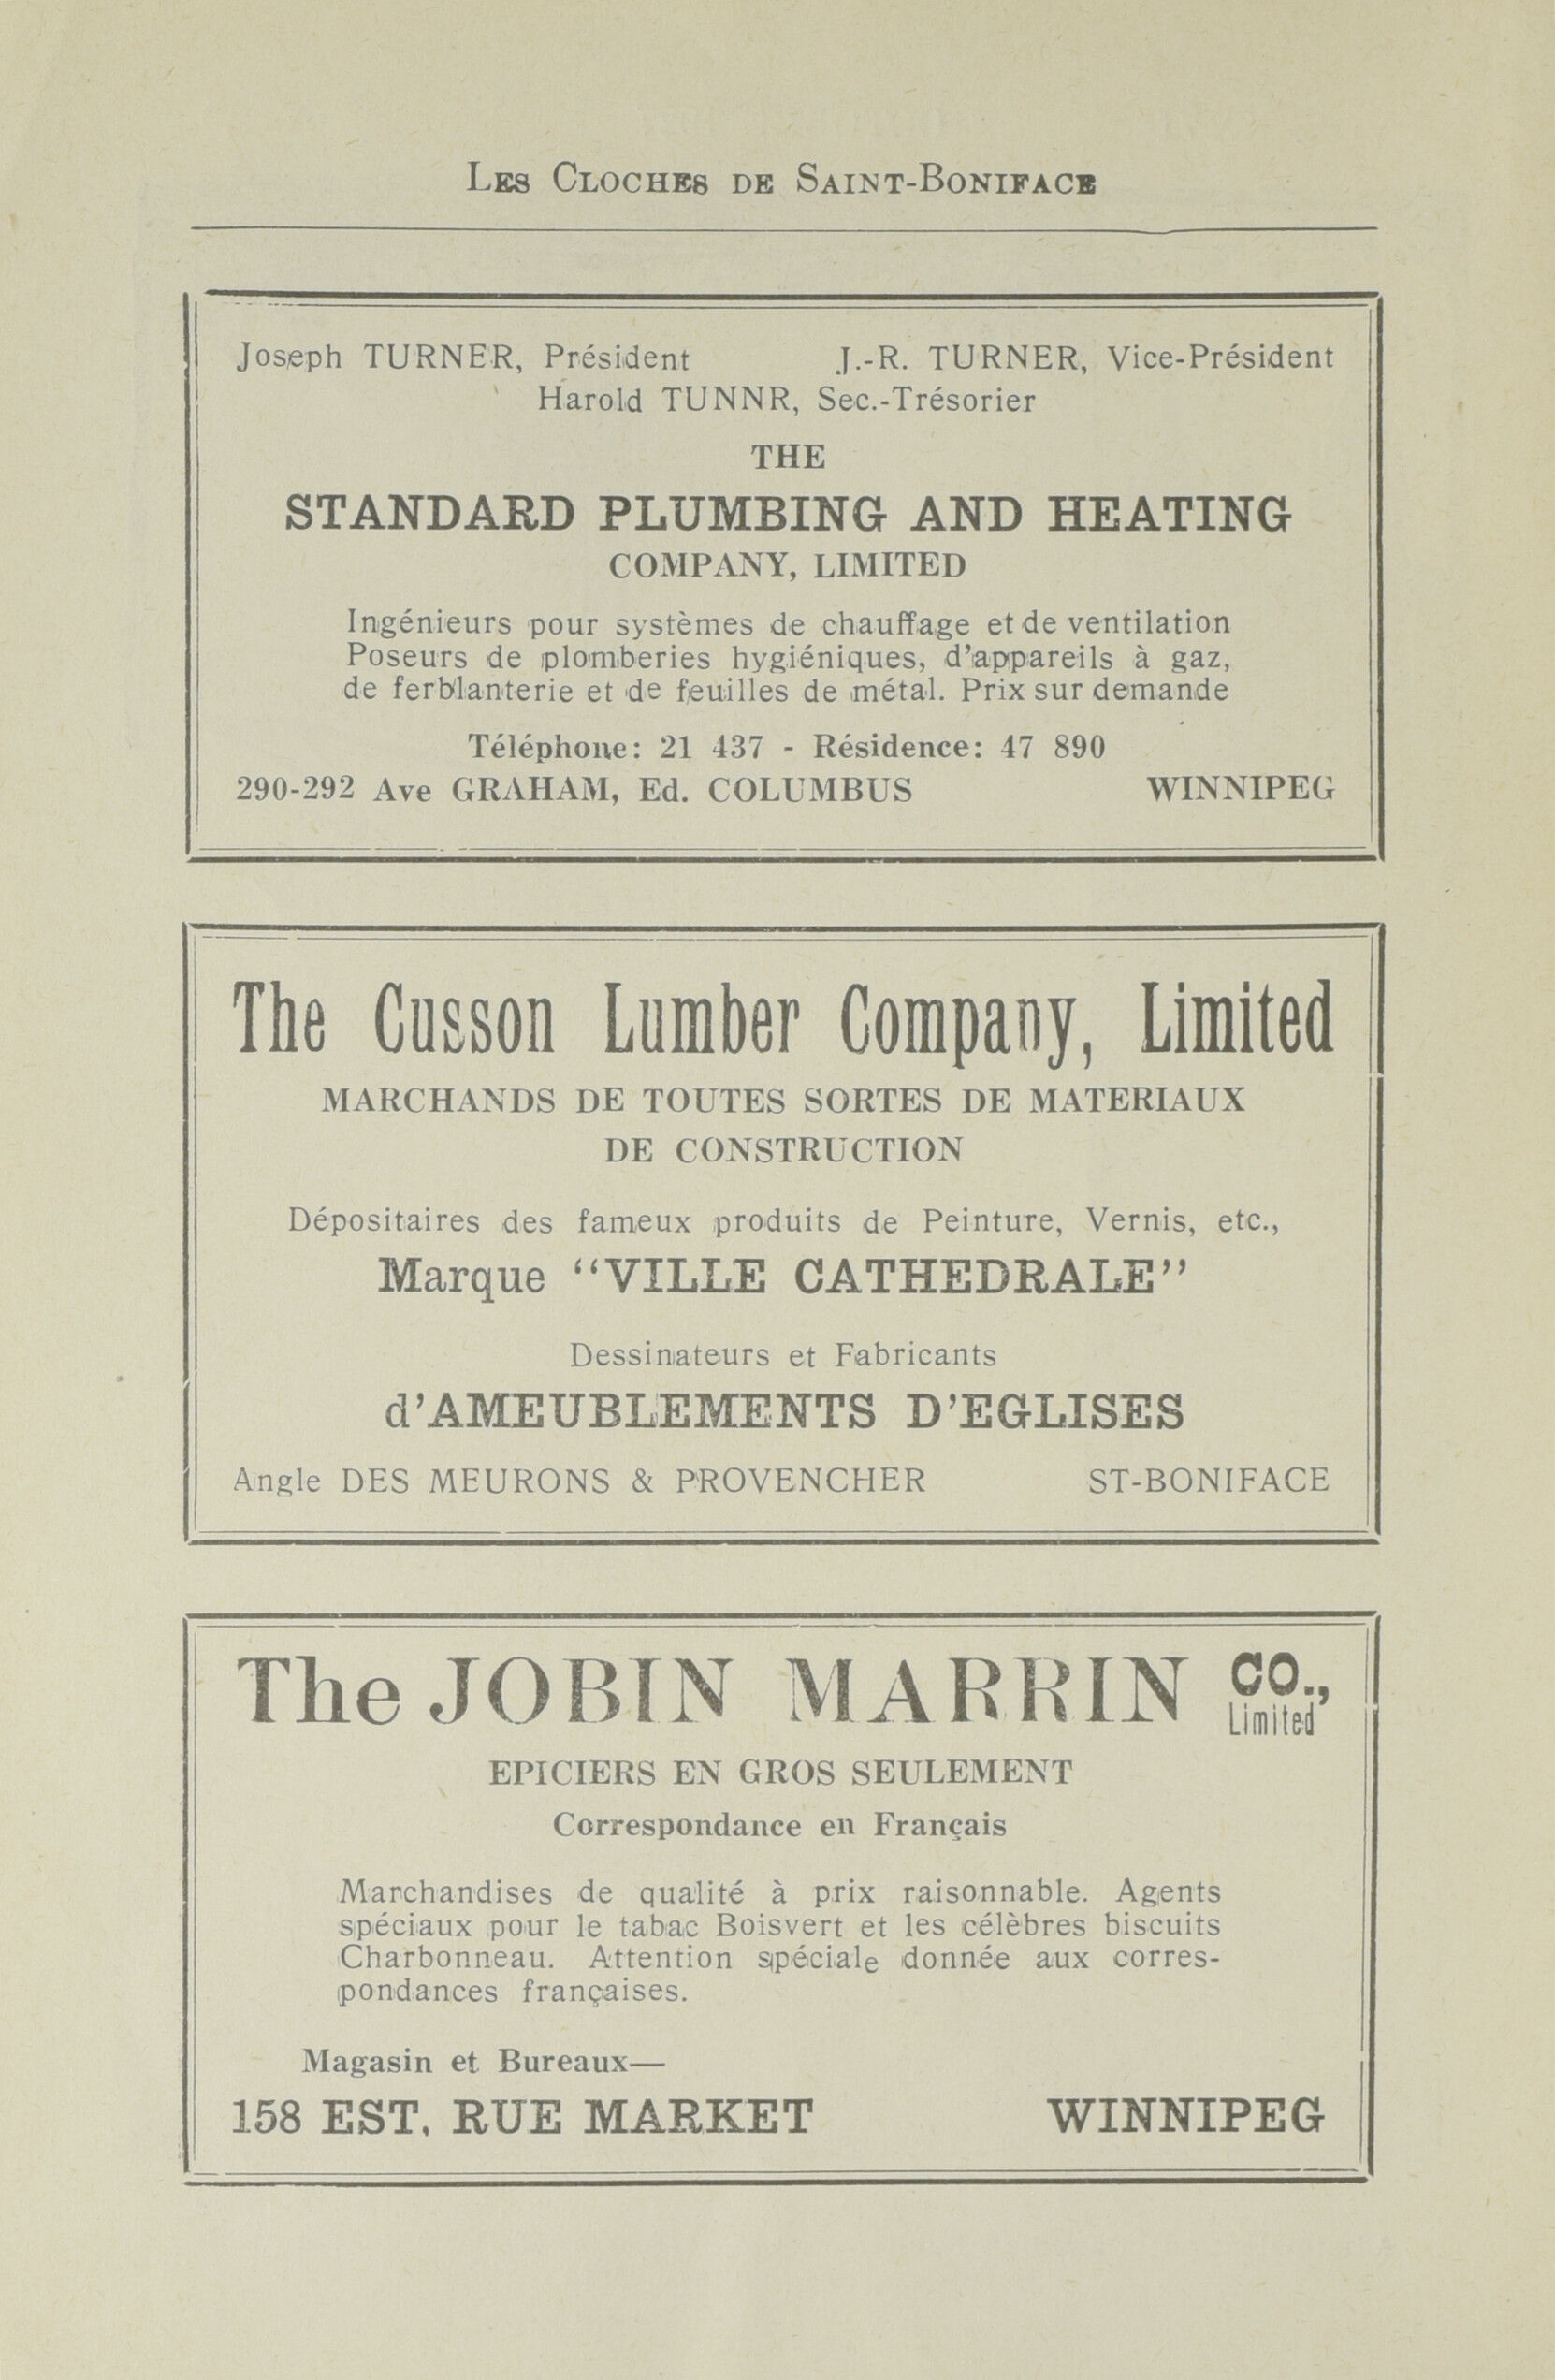 Les Cloches de Saint-Boniface
Joseph TURNER, Président J.-R. TURNER, Vice-Président
Harold TUNNR, Sec.-Trésorier
THE
STANDARD PLUMBING AND HEATING
COMPANY, LIMITED
Ingénieurs pour systèmes de chauffage et de ventilation
Poseurs de plomberies hygiéniques, d'appareils à gaz,
de ferblanterie et de feuilles de métal. Prix sur demande
Téléphone: 21 437 - Résidence: 47 890
290-292 Ave GRAHAM, Ed. COLUMBUS WINNIPEG
The Cusson Lumber Company, Limited
MARCHANDS DE TOUTES SORTES DE MATERIAUX
DE CONSTRUCTION
Dépositaires des fameux produits de Peinture, Vernis, etc.,
Marque "VILLE CATHEDRALE"
Dessinateurs et Fabricants
d'AMEUBLEMENTS D'EGLISES
Angle DES MEURONS & PROVENCHER ST-BONIFACE
The JOBIN MARRIN CO.,
Limited
EPICIERS EN GROS SEULEMENT
Correspondance en Français
Marchandises de qualité à prix raisonnable. Agents
spéciaux pour le tabac Boisvert et les célèbres biscuits
Charbonneau. Attention spéciale donnée aux corres-
pondances françaises.
Magasin et Bureaux—
158 EST. RUE MARKET WINNIPEG